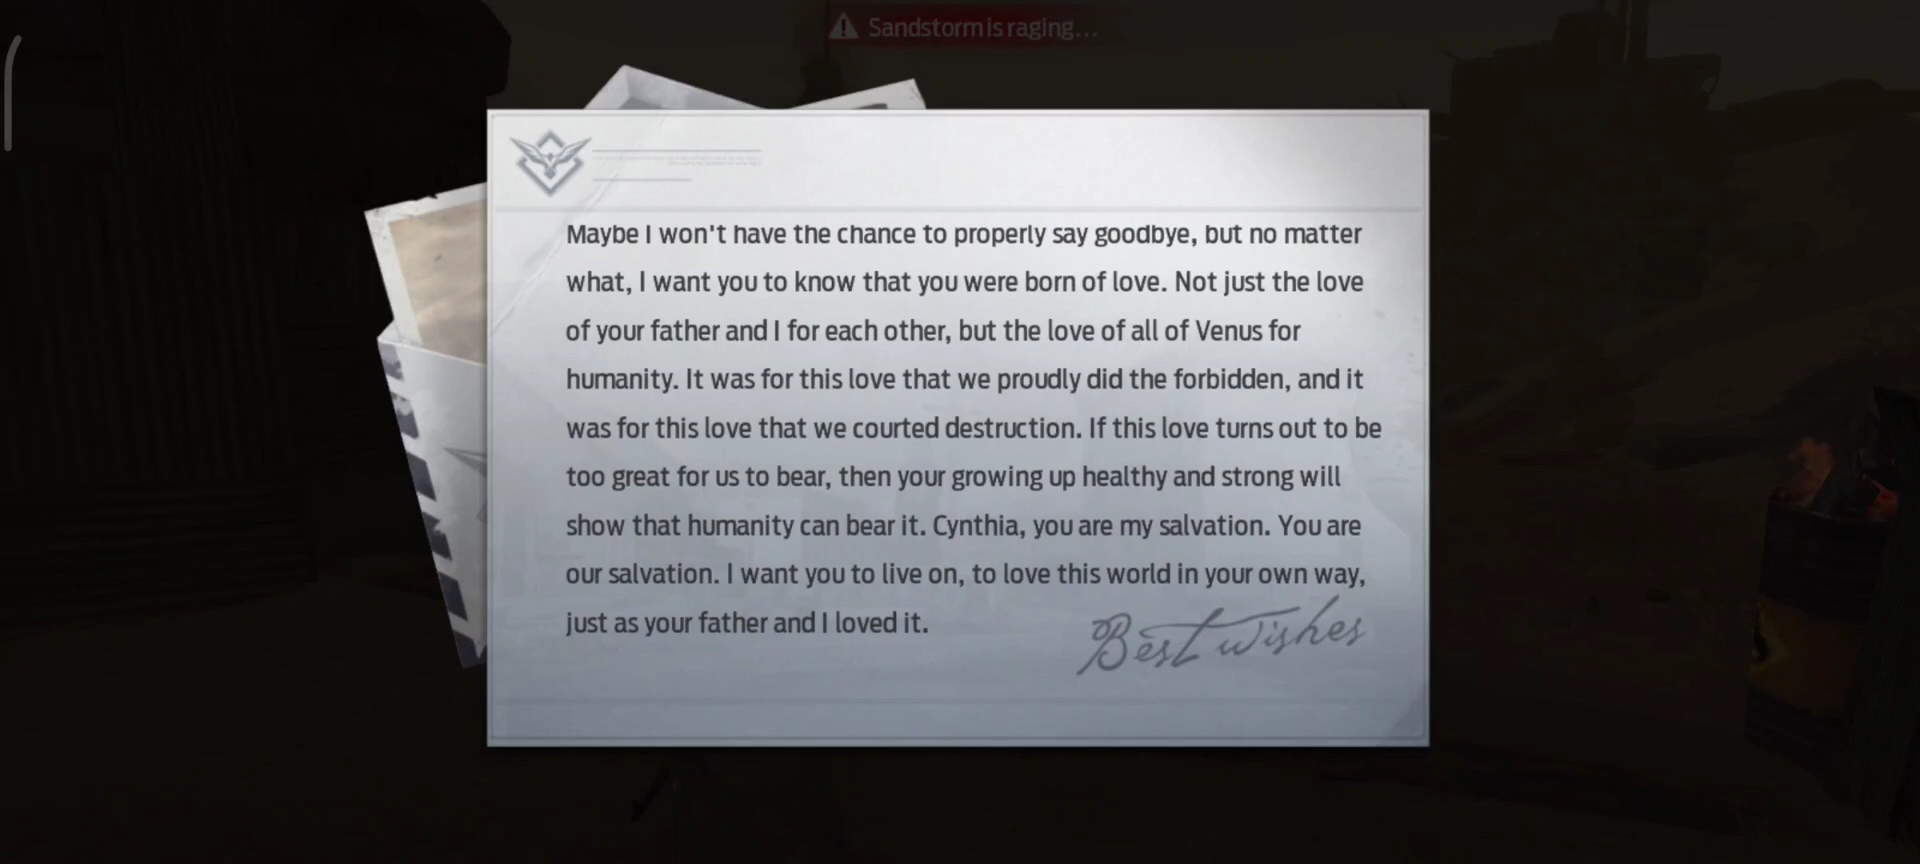 Sandstorm is raging...
Maybe I won't have the chance to properly say goodbye, but no matter
what, I want you to know that you were born of love. Not just the love
of your father and I for each other, but the love of all of Venus for
humanity. It was for this love that we proudly did the forbidden, and it
was for this love that we courted destruction. If this love turns out to be
too great for us to bear, then your growing up healthy and strong will
show that humanity can bear it. Cynthia, you are my salvation. You are
our salvation. I want you to live on, to love this world in your own way,
just as your father and I loved it.
Best wishes